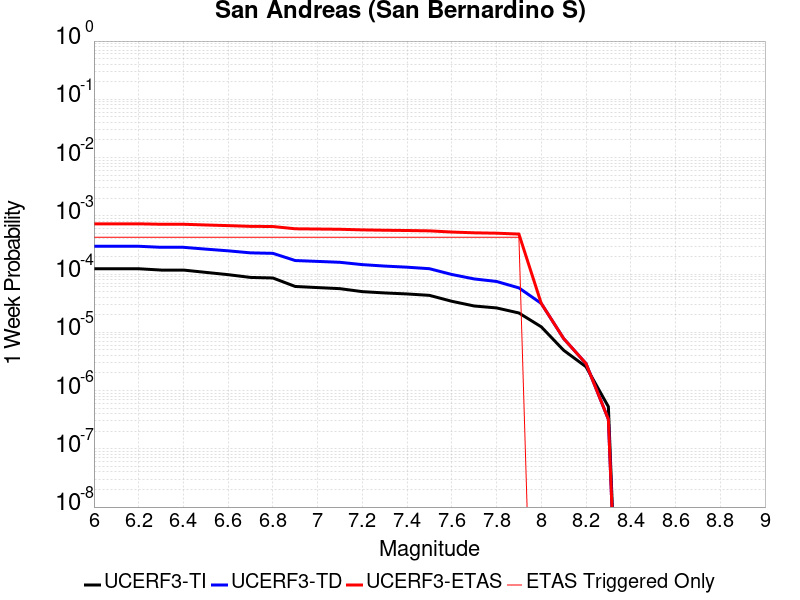 San Andreas (San Bernardino S)
10^0
10^-1
10^-2
10^-3
10^-4
10^-5
10^-6
10^-7
10^-8
1 Week Probability
6 6.2 6.4 6.6 6.8 7 7.2 7.4 7.6 7.8 8 8.2 8.4 8.6 8.8 9
Magnitude
UCERF3-TI UCERF3-TD UCERF3-ETAS ETAS Triggered Only